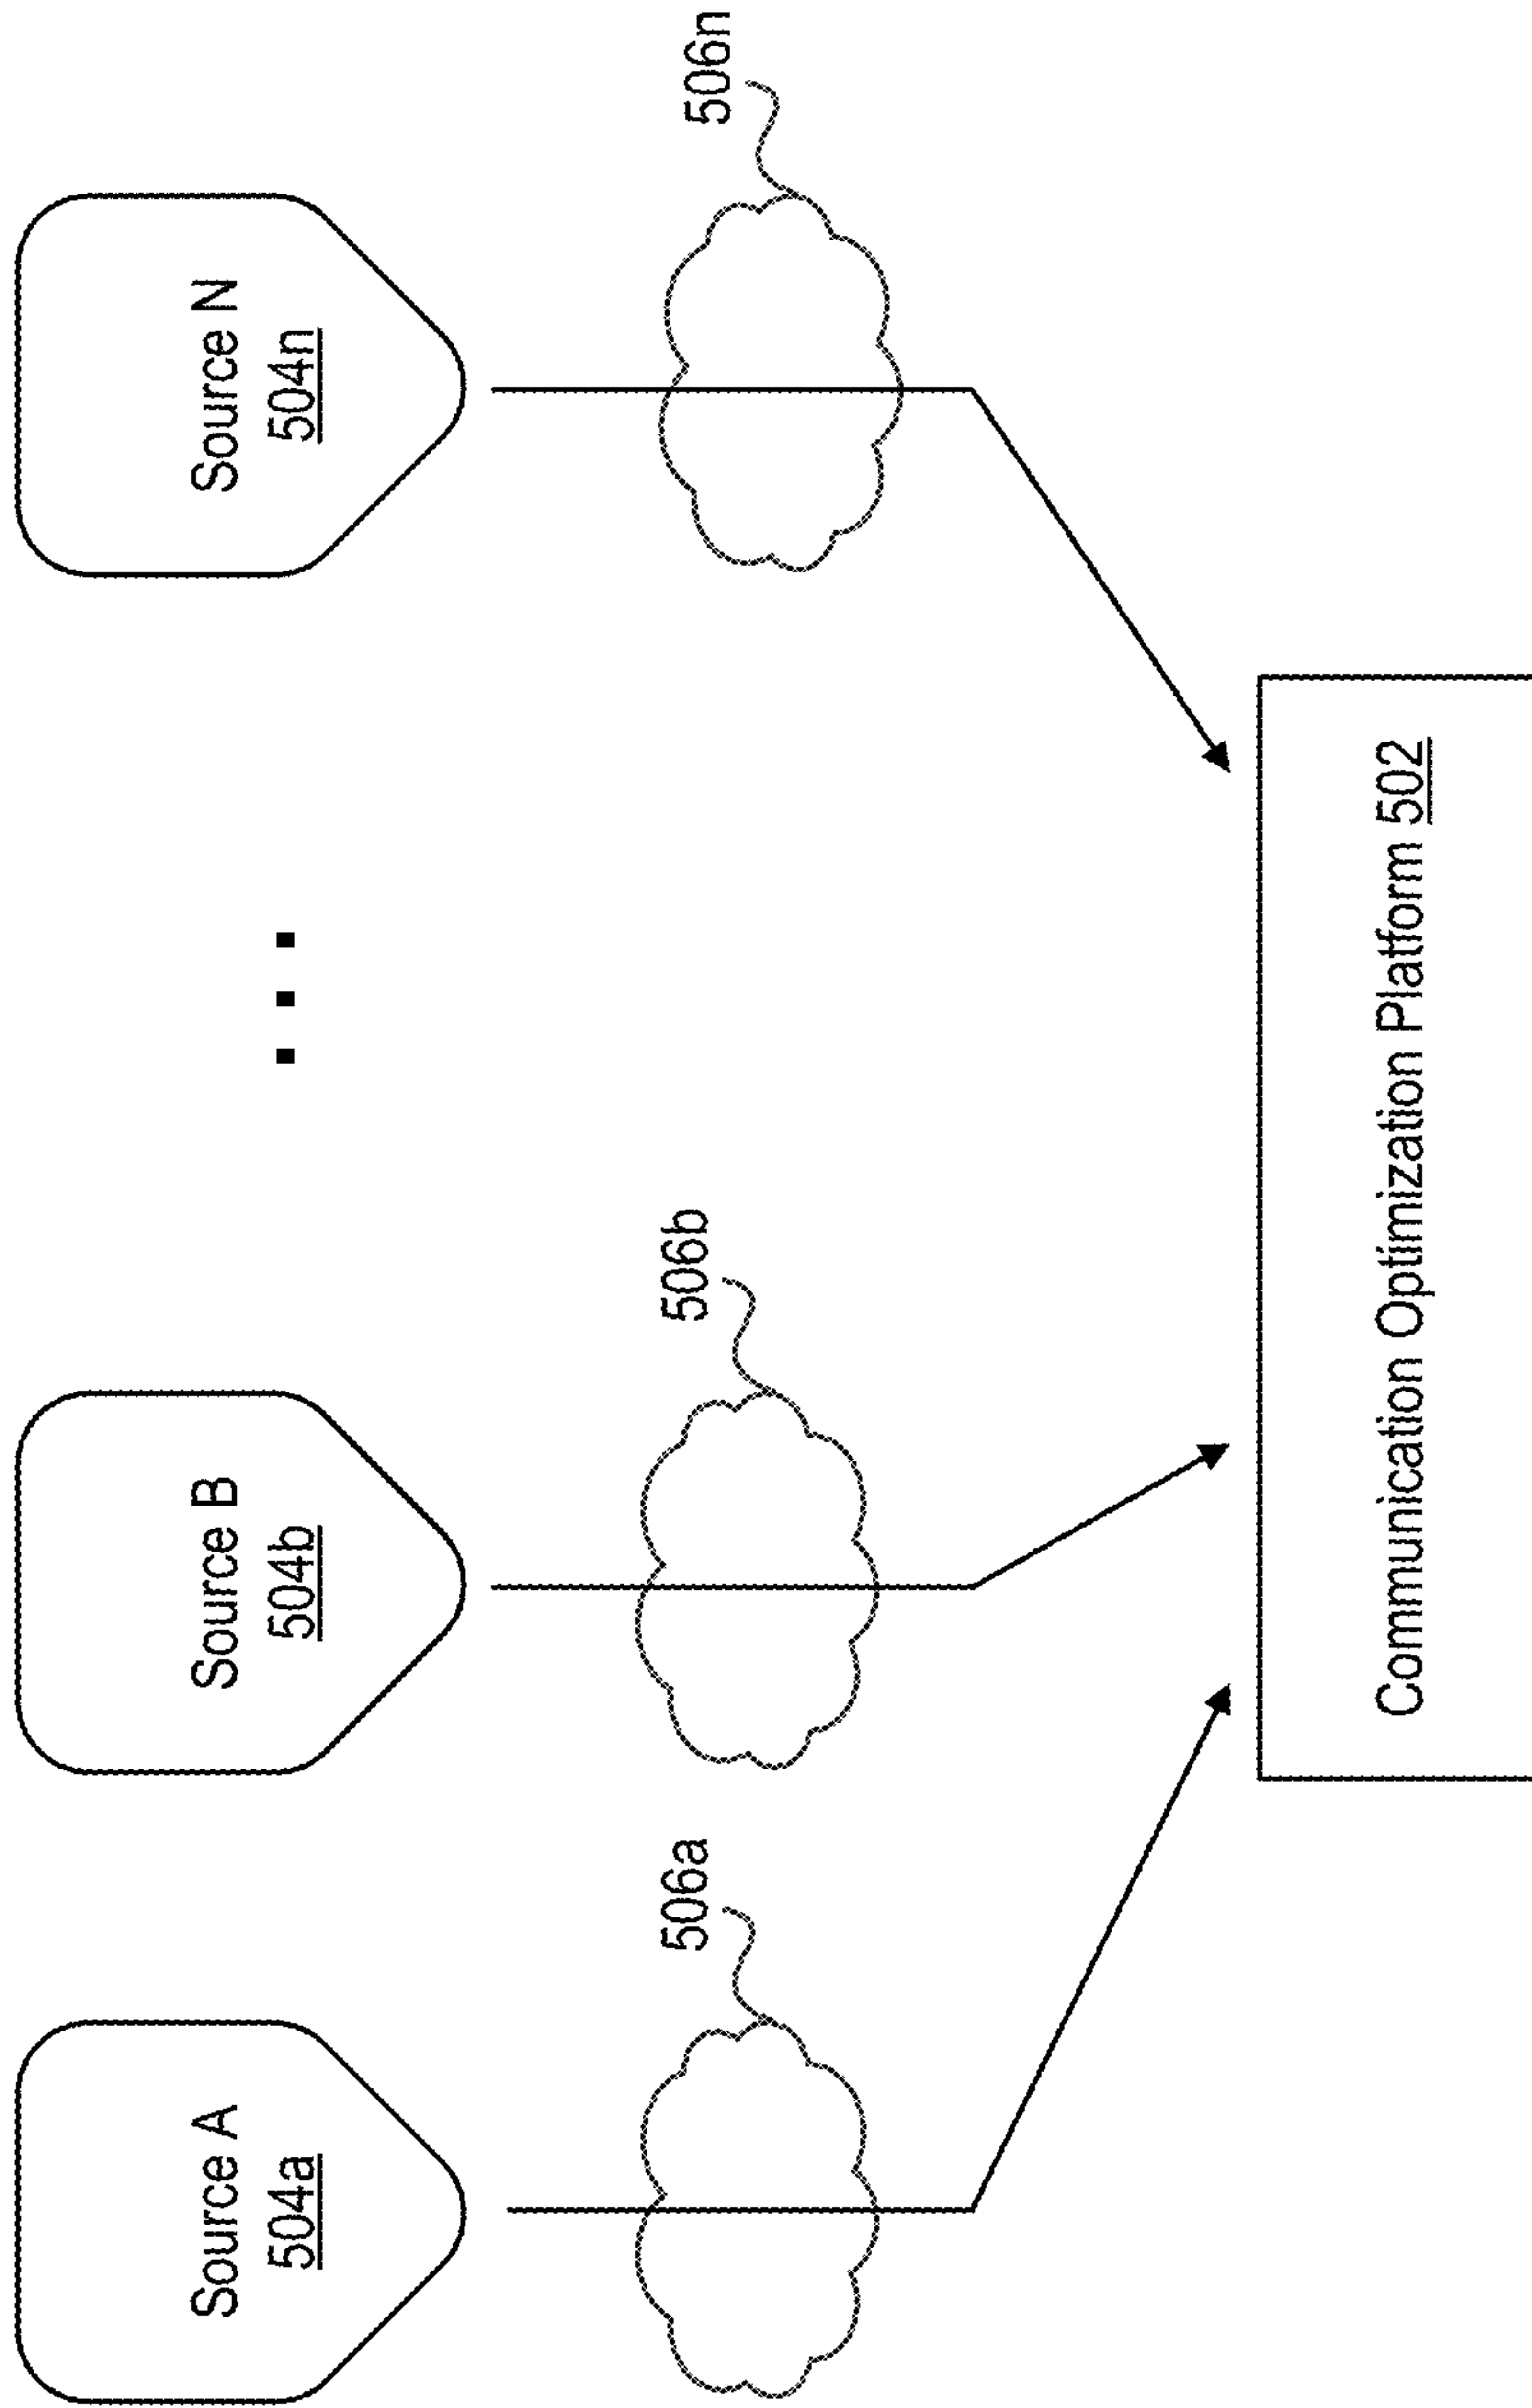 Source A
504a
Source B
504b
. . .
Source N
504n
506a
506b
506n
Communication Optimization Platform 502